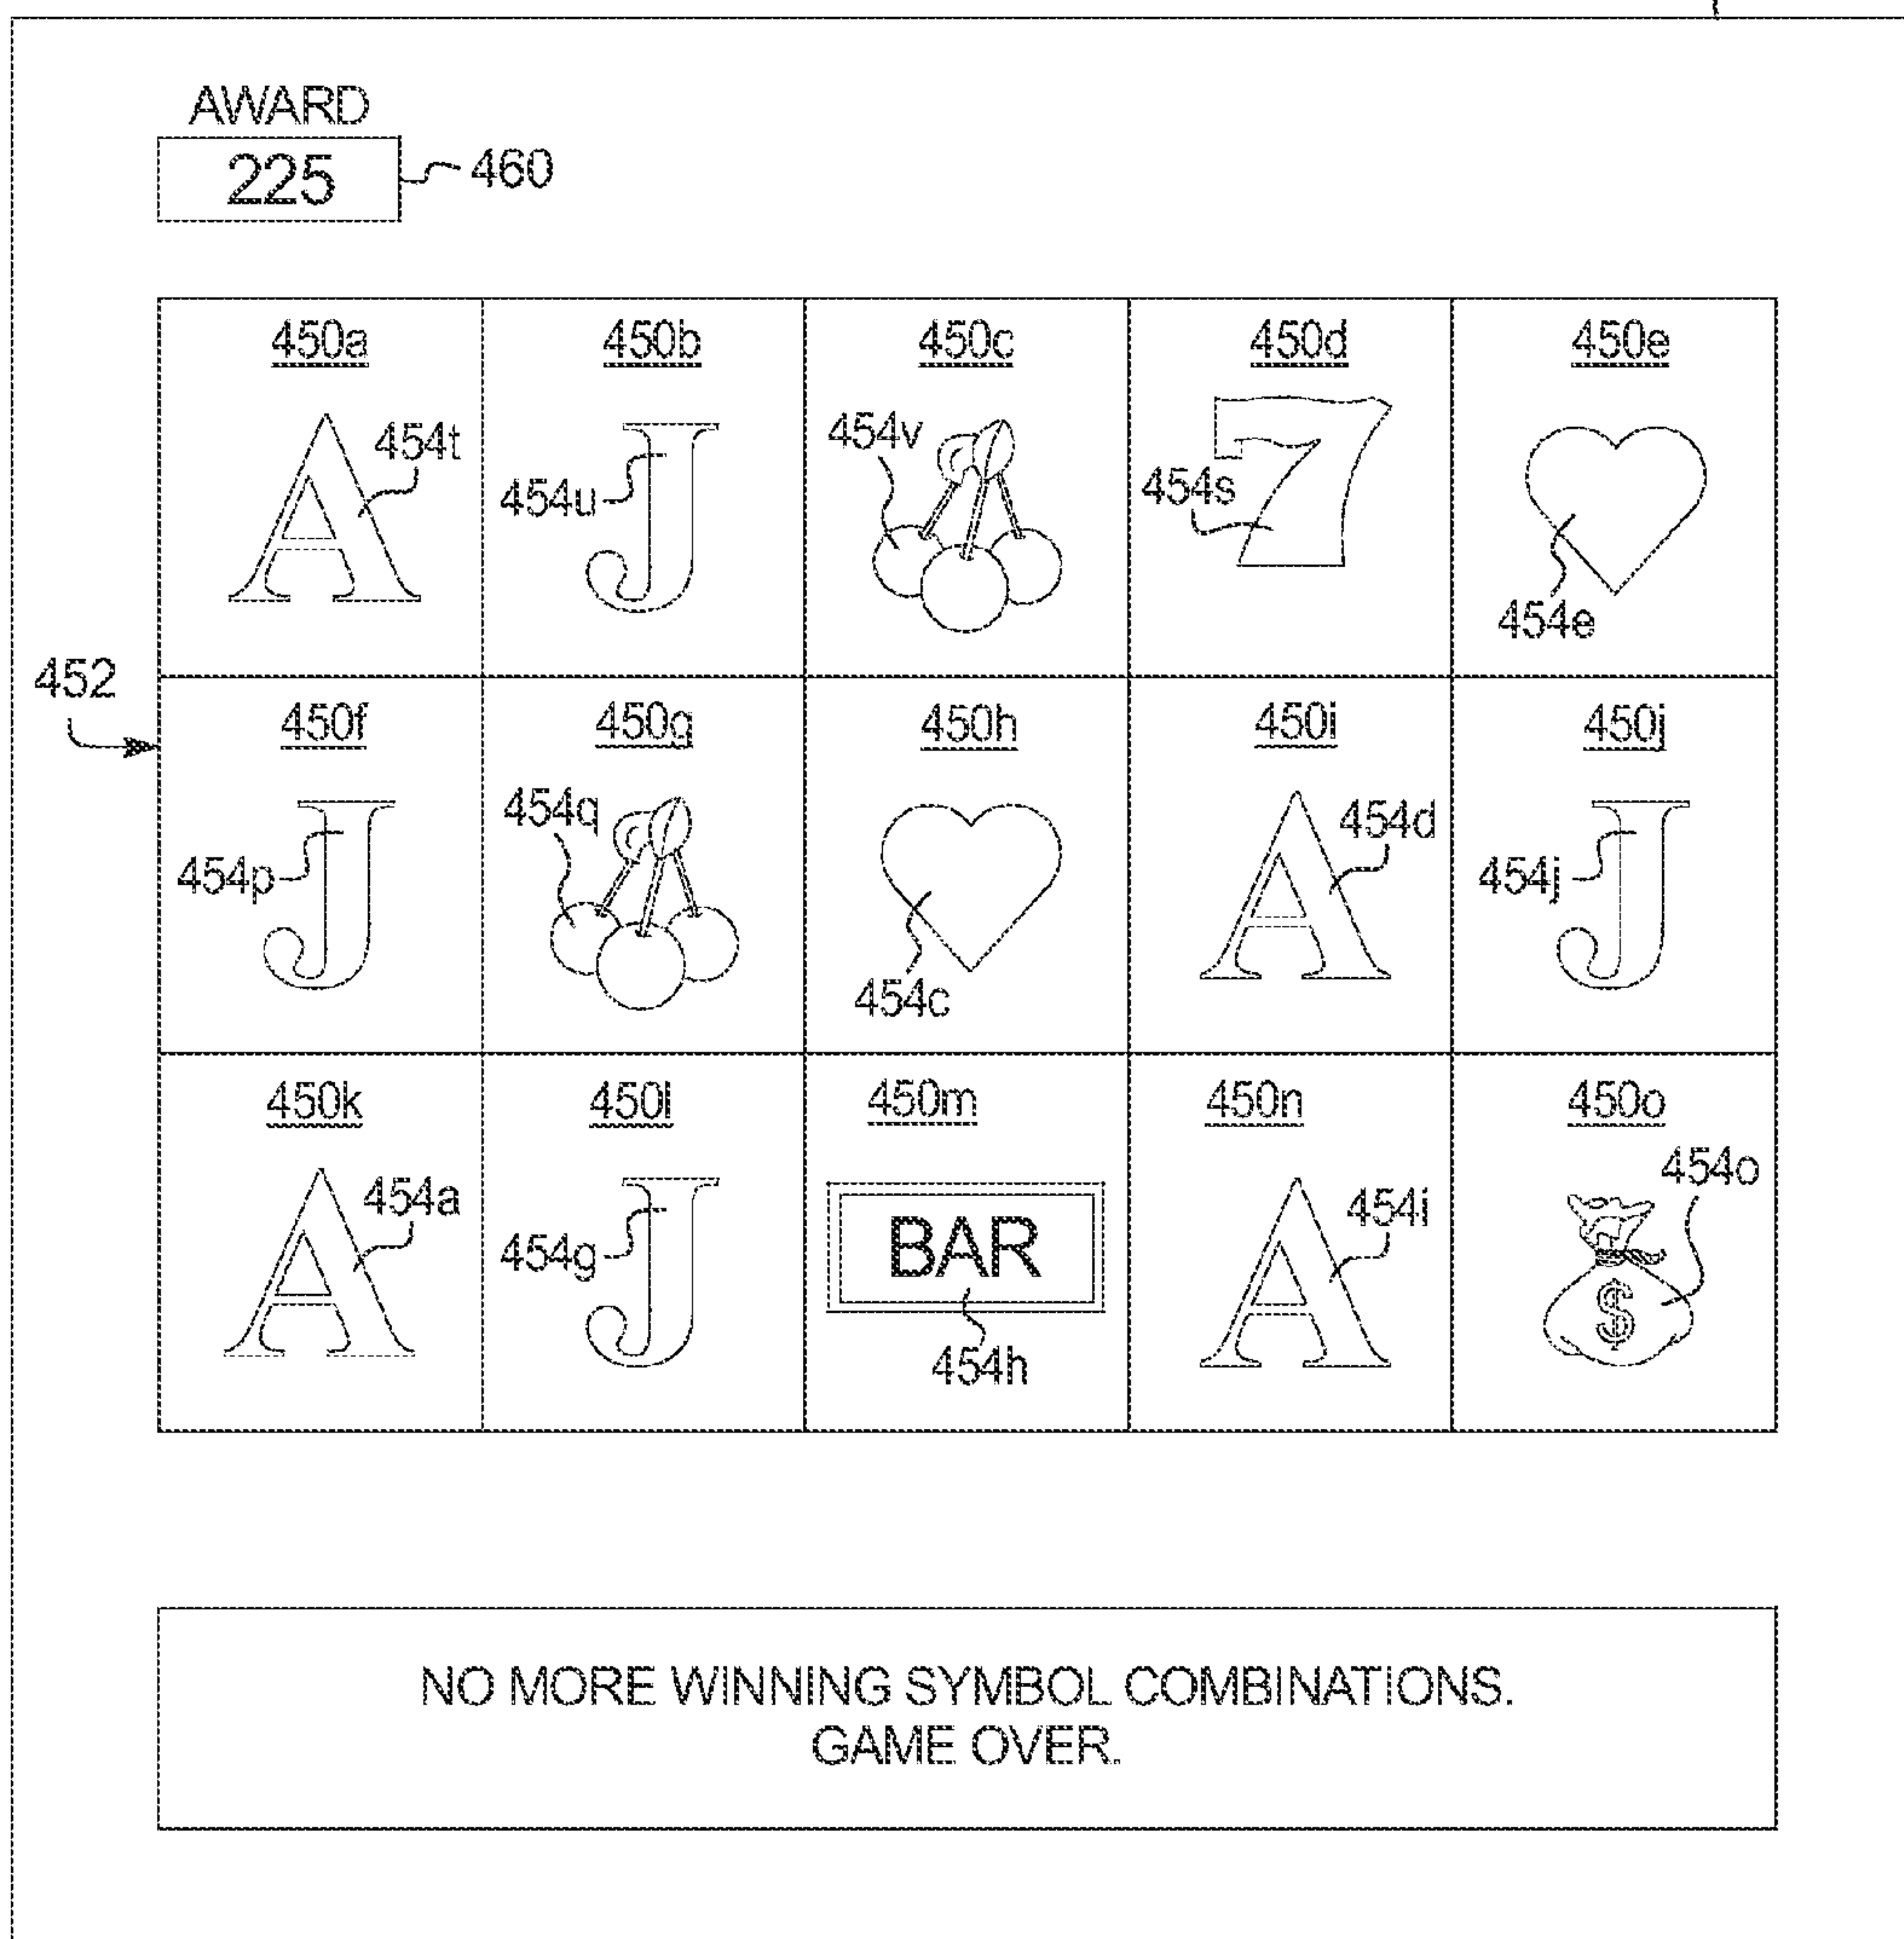 AWARD
225 460
450a 450b 450c 450d 450e
A 454t J 454u 454v 7 454s 454e
452
450f 450g 450h 450i 450j
J 454p 454q 454c A 454d J 454j
450k 450l 450m 450n 450o
A 454a J 454g BAR 454h A 454i $ 454o
NO MORE WINNING SYMBOL COMBINATIONS.
GAME OVER.